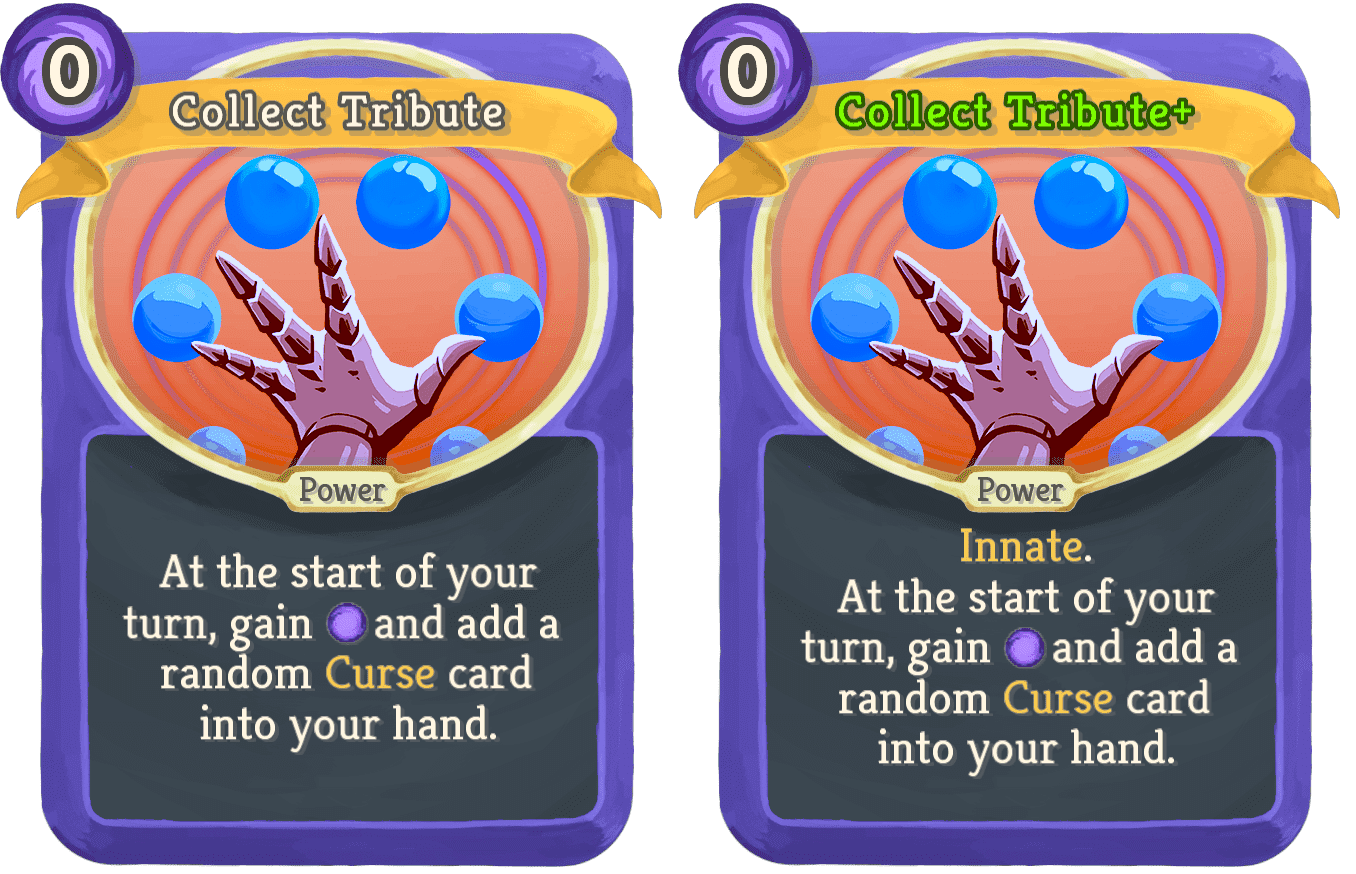 0
Collect Tribute
Power
At the start of your
turn, gain and add a
random Curse card
into your hand.
0
Collect Tribute+
Power
Innate.
At the start of your
turn, gain and add a
random Curse card
into your hand.